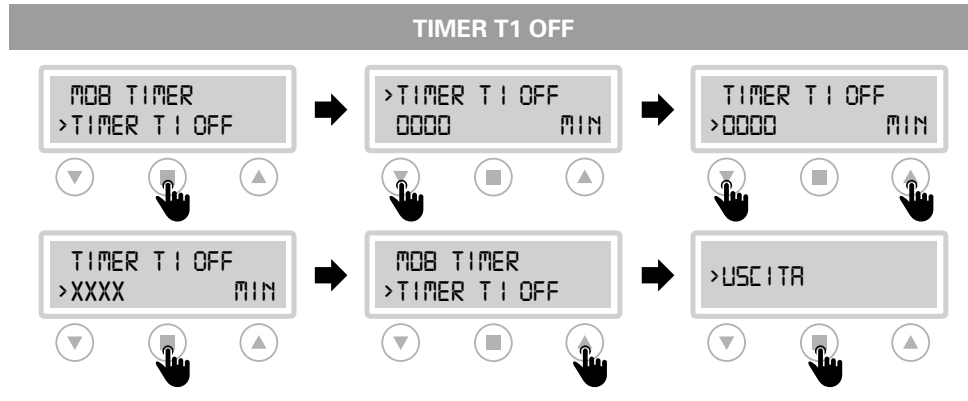 TIMER T1 OFF
MOB TIMER
>TIMER T1 OFF
>TIMER T1 OFF
0000 MIN
TIMER T1 OFF
>0000 MIN
TIMER T1 OFF
>XXXX MIN
MOB TIMER
>TIMER T1 OFF
>USCITA